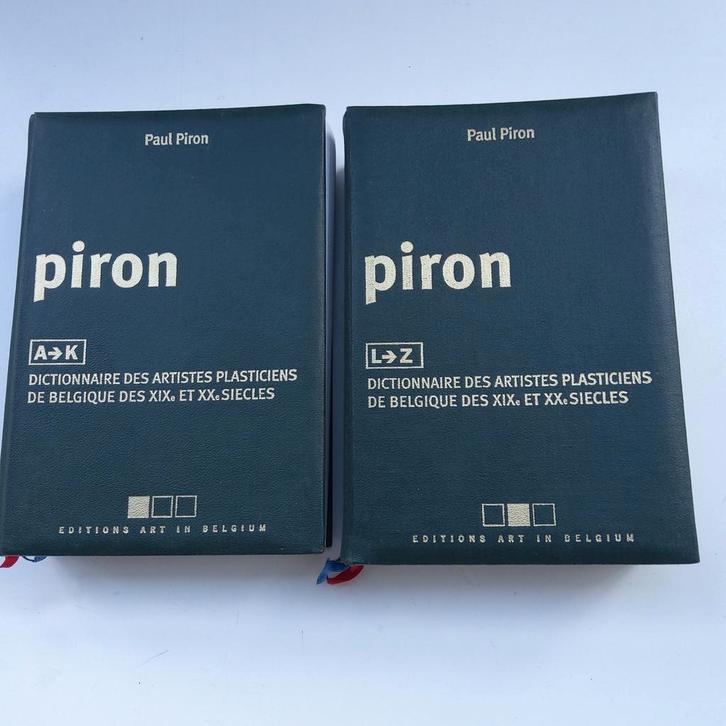 Paul Piron
piron
A→K
DICTIONNAIRE DES ARTISTES PLASTICIENS
DE BELGIQUE DES XIXe ET XXe SIECLES
EDITIONS ART IN BELGIUM
Paul Piron
piron
L→Z
DICTIONNAIRE DES ARTISTES PLASTICIENS
DE BELGIQUE DES XIXe ET XXe SIECLES
EDITIONS ART IN BELGIUM